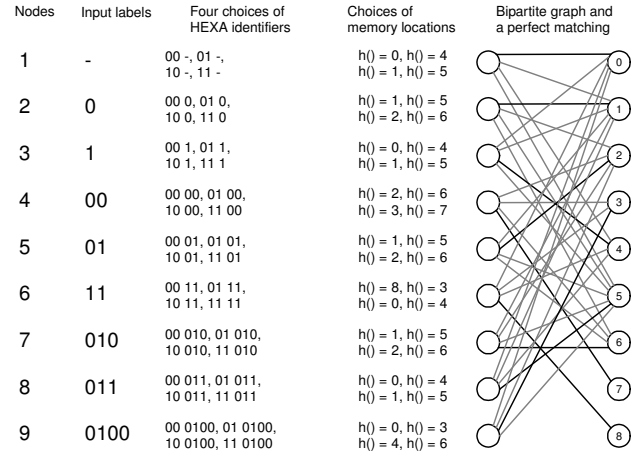 Nodes Input labels Four choices of HEXA identifiers Choices of memory locations Bipartite graph and a perfect matching
1 - 00 -, 01 -, h() = 0, h() = 4
10 -, 11 - h() = 1, h() = 5
2 0 00 0, 01 0, h() = 1, h() = 5
10 0, 11 0 h() = 2, h() = 6
3 1 00 1, 01 1, h() = 0, h() = 4
10 1, 11 1 h() = 1, h() = 5
4 00 00 00, 01 00, h() = 2, h() = 6
10 00, 11 00 h() = 3, h() = 7
5 01 00 01, 01 01, h() = 1, h() = 5
10 01, 11 01 h() = 2, h() = 6
6 11 00 11, 01 11, h() = 8, h() = 3
10 11, 11 11 h() = 0, h() = 4
7 010 00 010, 01 010, h() = 1, h() = 5
10 010, 11 010 h() = 2, h() = 6
8 011 00 011, 01 011, h() = 0, h() = 4
10 011, 11 011 h() = 1, h() = 5
9 0100 00 0100, 01 0100, h() = 0, h() = 3
10 0100, 11 0100 h() = 4, h() = 6
0
1
2
3
4
5
6
7
8